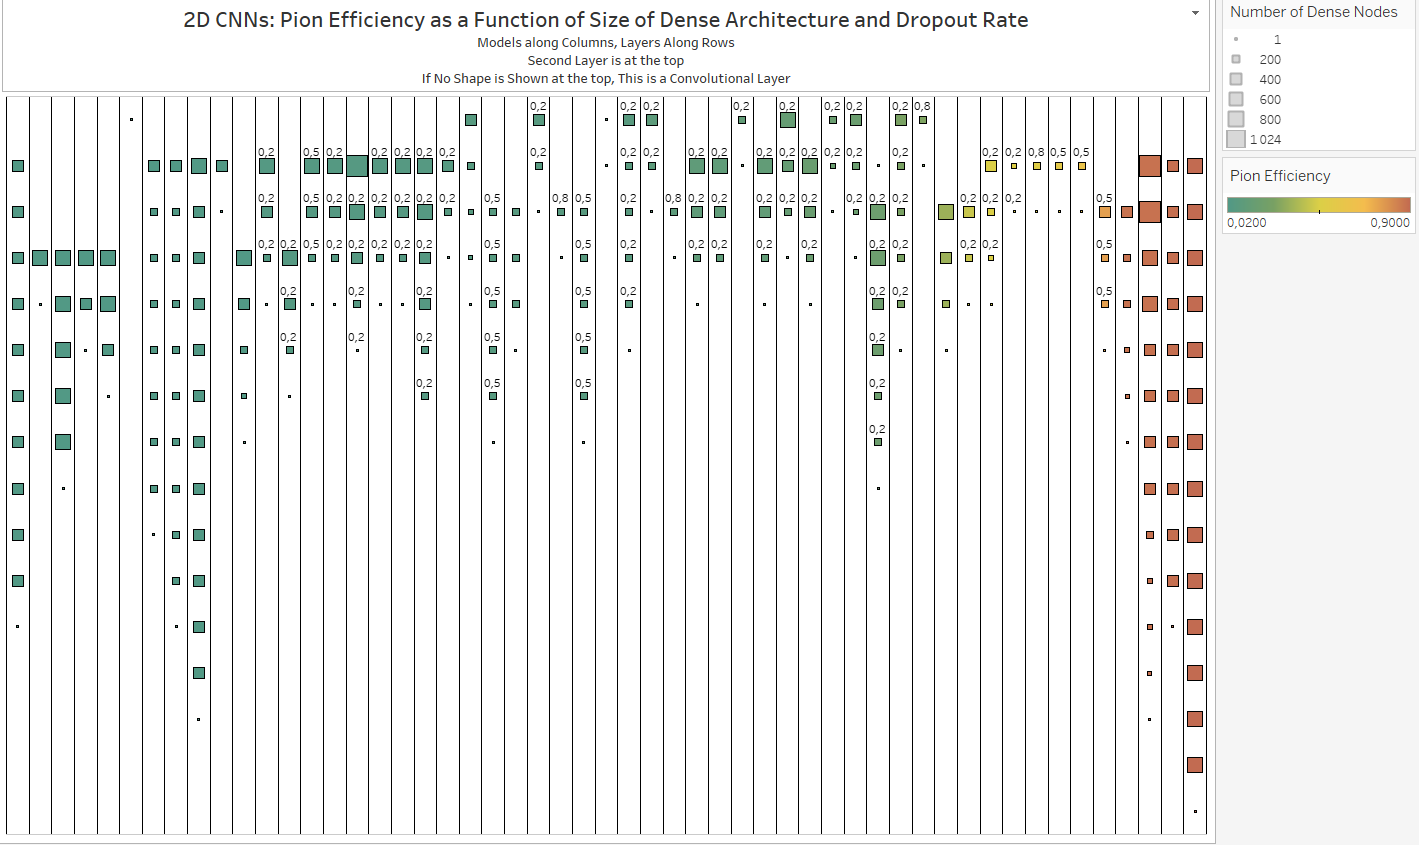 2D CNNs: Pion Efficiency as a Function of Size of Dense Architecture and Dropout Rate
Models along Columns, Layers Along Rows
Second Layer is at the top
If No Shape is Shown at the top, This is a Convolutional Layer
0,2 0,2 0,2 0,2 0,2 0,2 0,2 0,2 0,8
0,2 0,5 0,2 0,2 0,2 0,2 0,2 0,2 0,2 0,2 0,2 0,2 0,2 0,2 0,2 0,2 0,2 0,2 0,2 0,2 0,8 0,5 0,5
0,2 0,5 0,2 0,2 0,2 0,2 0,2 0,2 0,5 0,8 0,5 0,2 0,8 0,2 0,2 0,2 0,2 0,2 0,2 0,2 0,2 0,2 0,2 0,2 0,5
0,2 0,2 0,5 0,2 0,2 0,2 0,2 0,2 0,5 0,5 0,2 0,2 0,2 0,2 0,2 0,2 0,2 0,2 0,2 0,5
0,2 0,2 0,2 0,5 0,5 0,2 0,2 0,2 0,5
0,2 0,2 0,2 0,5 0,5 0,2
0,2 0,5 0,5 0,2
0,2
Number of Dense Nodes
1
200
400
600
800
1 024
Pion Efficiency
0,0200 0,9000